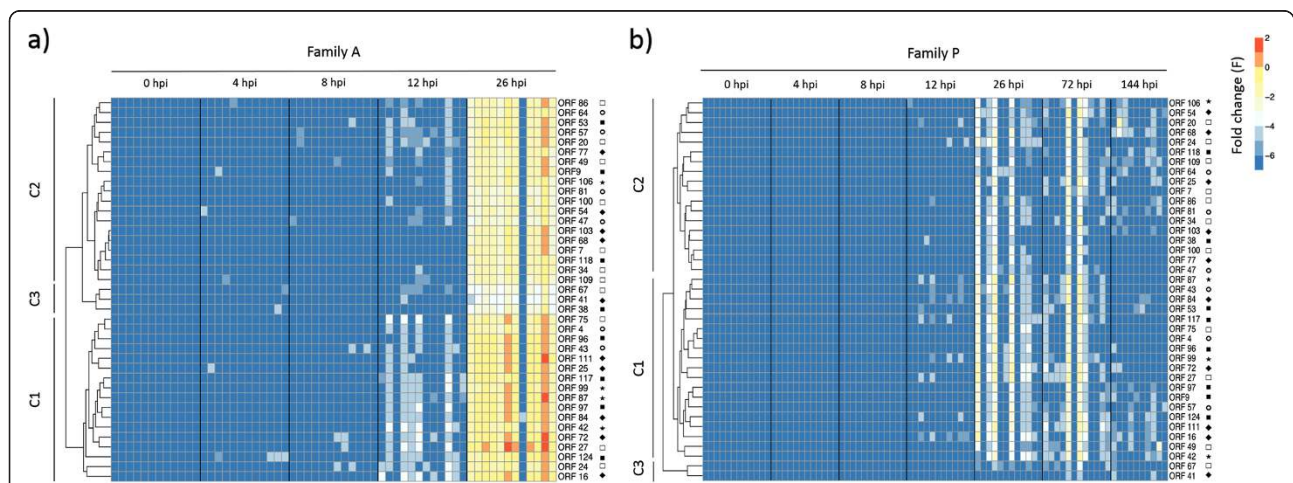 a)
Family A
0 hpi 4 hpi 8 hpi 12 hpi 26 hpi
C2
C3
C1
ORF 86
ORF 64
ORF 53
ORF 57
ORF 20
ORF 77
ORF 49
ORF9
ORF 106
ORF 81
ORF 100
ORF 54
ORF 47
ORF 103
ORF 68
ORF 7
ORF 118
ORF 34
ORF 109
ORF 67
ORF 41
ORF 38
ORF 75
ORF 4
ORF 96
ORF 43
ORF 111
ORF 25
ORF 117
ORF 99
ORF 87
ORF 97
ORF 84
ORF 42
ORF 72
ORF 27
ORF 124
ORF 24
ORF 16
b)
Family P
0 hpi 4 hpi 8 hpi 12 hpi 26 hpi 72 hpi 144 hpi
C2
C1
C3
ORF 106
ORF 54
ORF 20
ORF 68
ORF 24
ORF 118
ORF 109
ORF 64
ORF 25
ORF 7
ORF 86
ORF 81
ORF 34
ORF 103
ORF 38
ORF 100
ORF 77
ORF 47
ORF 87
ORF 43
ORF 84
ORF 53
ORF 117
ORF 75
ORF 4
ORF 96
ORF 99
ORF 72
ORF 27
ORF 97
ORF9
ORF 57
ORF 124
ORF 111
ORF 16
ORF 49
ORF 42
ORF 67
ORF 41
Fold change (F)
2
0
-2
-4
-6